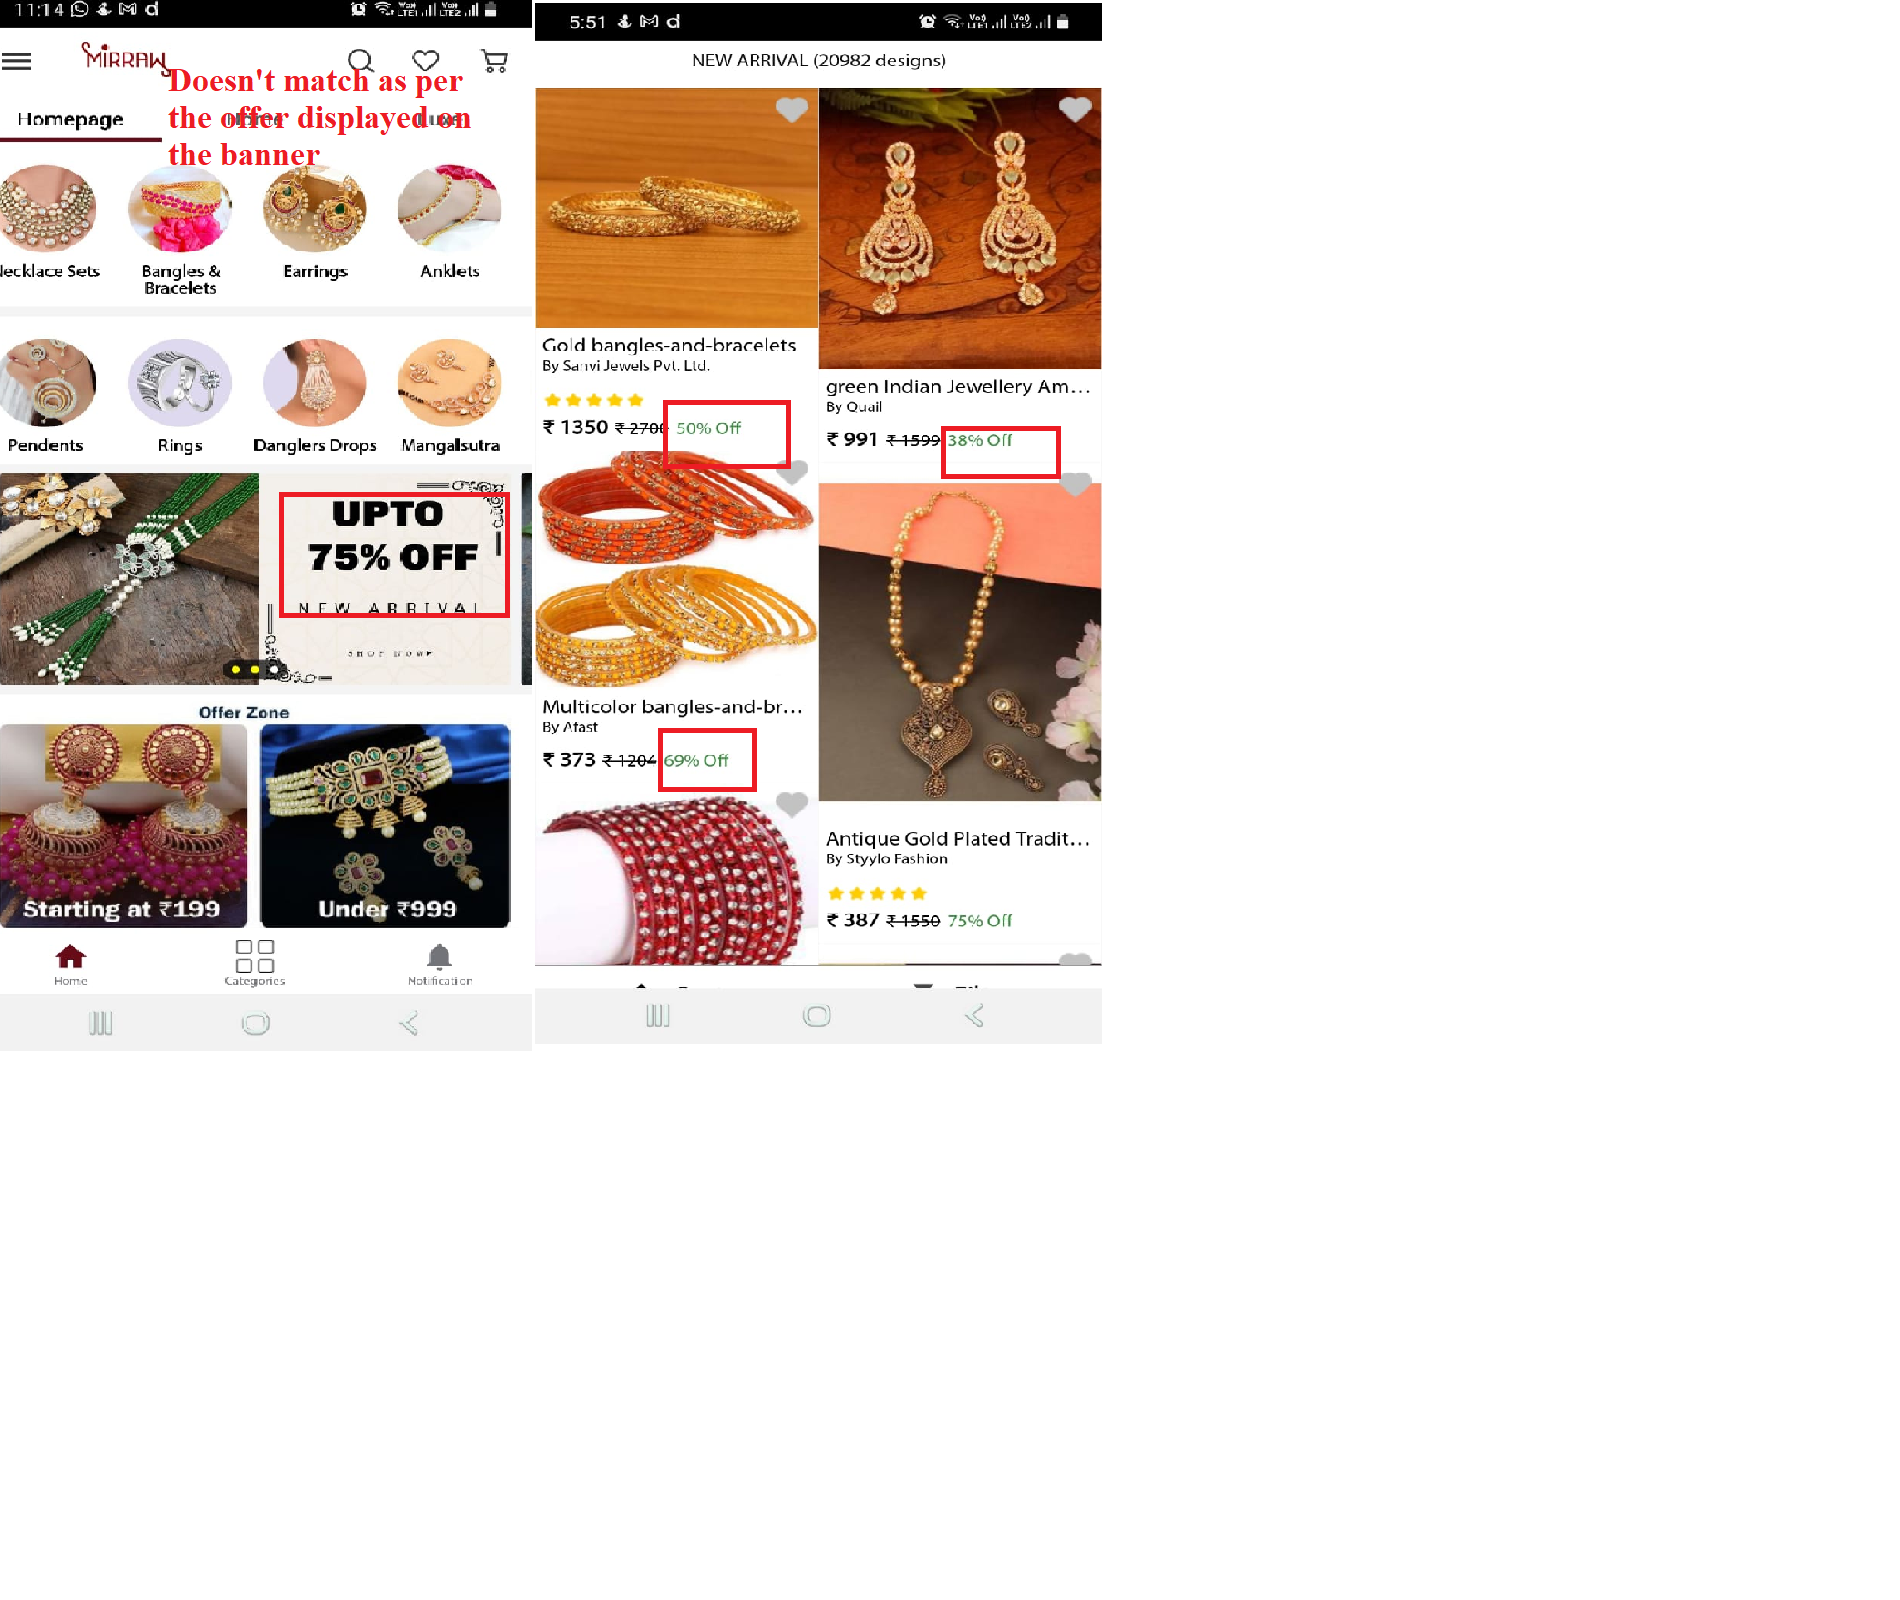 11:14
LTE1 LTE2
MIRRAW
Doesn't match as per
the offer displayed on
the banner
Homepage
Necklace Sets
Bangles &
Bracelets
Earrings
Anklets
Pendents
Rings
Danglers Drops
Mangallsutra
UPTO
75% OFF
NEW ARRIVAL
SHOP NOW
Offer Zone
Starting at ₹199
Under ₹999
Home
Categories
Notification
5:51
NEW ARRIVAL (20982 designs)
Gold bangles-and-bracelets
By Sanvi Jewels Pvt. Ltd.
₹ 1350 ₹ 2700 50% Off
green Indian Jewellery Am...
By Quail
₹ 991 ₹ 1599 38% Off
Multicolor bangles-and-br...
By Afast
₹ 373 ₹ 1204 69% Off
Antique Gold Plated Tradit...
By Styylo Fashion
₹ 387 ₹ 1550 75% Off